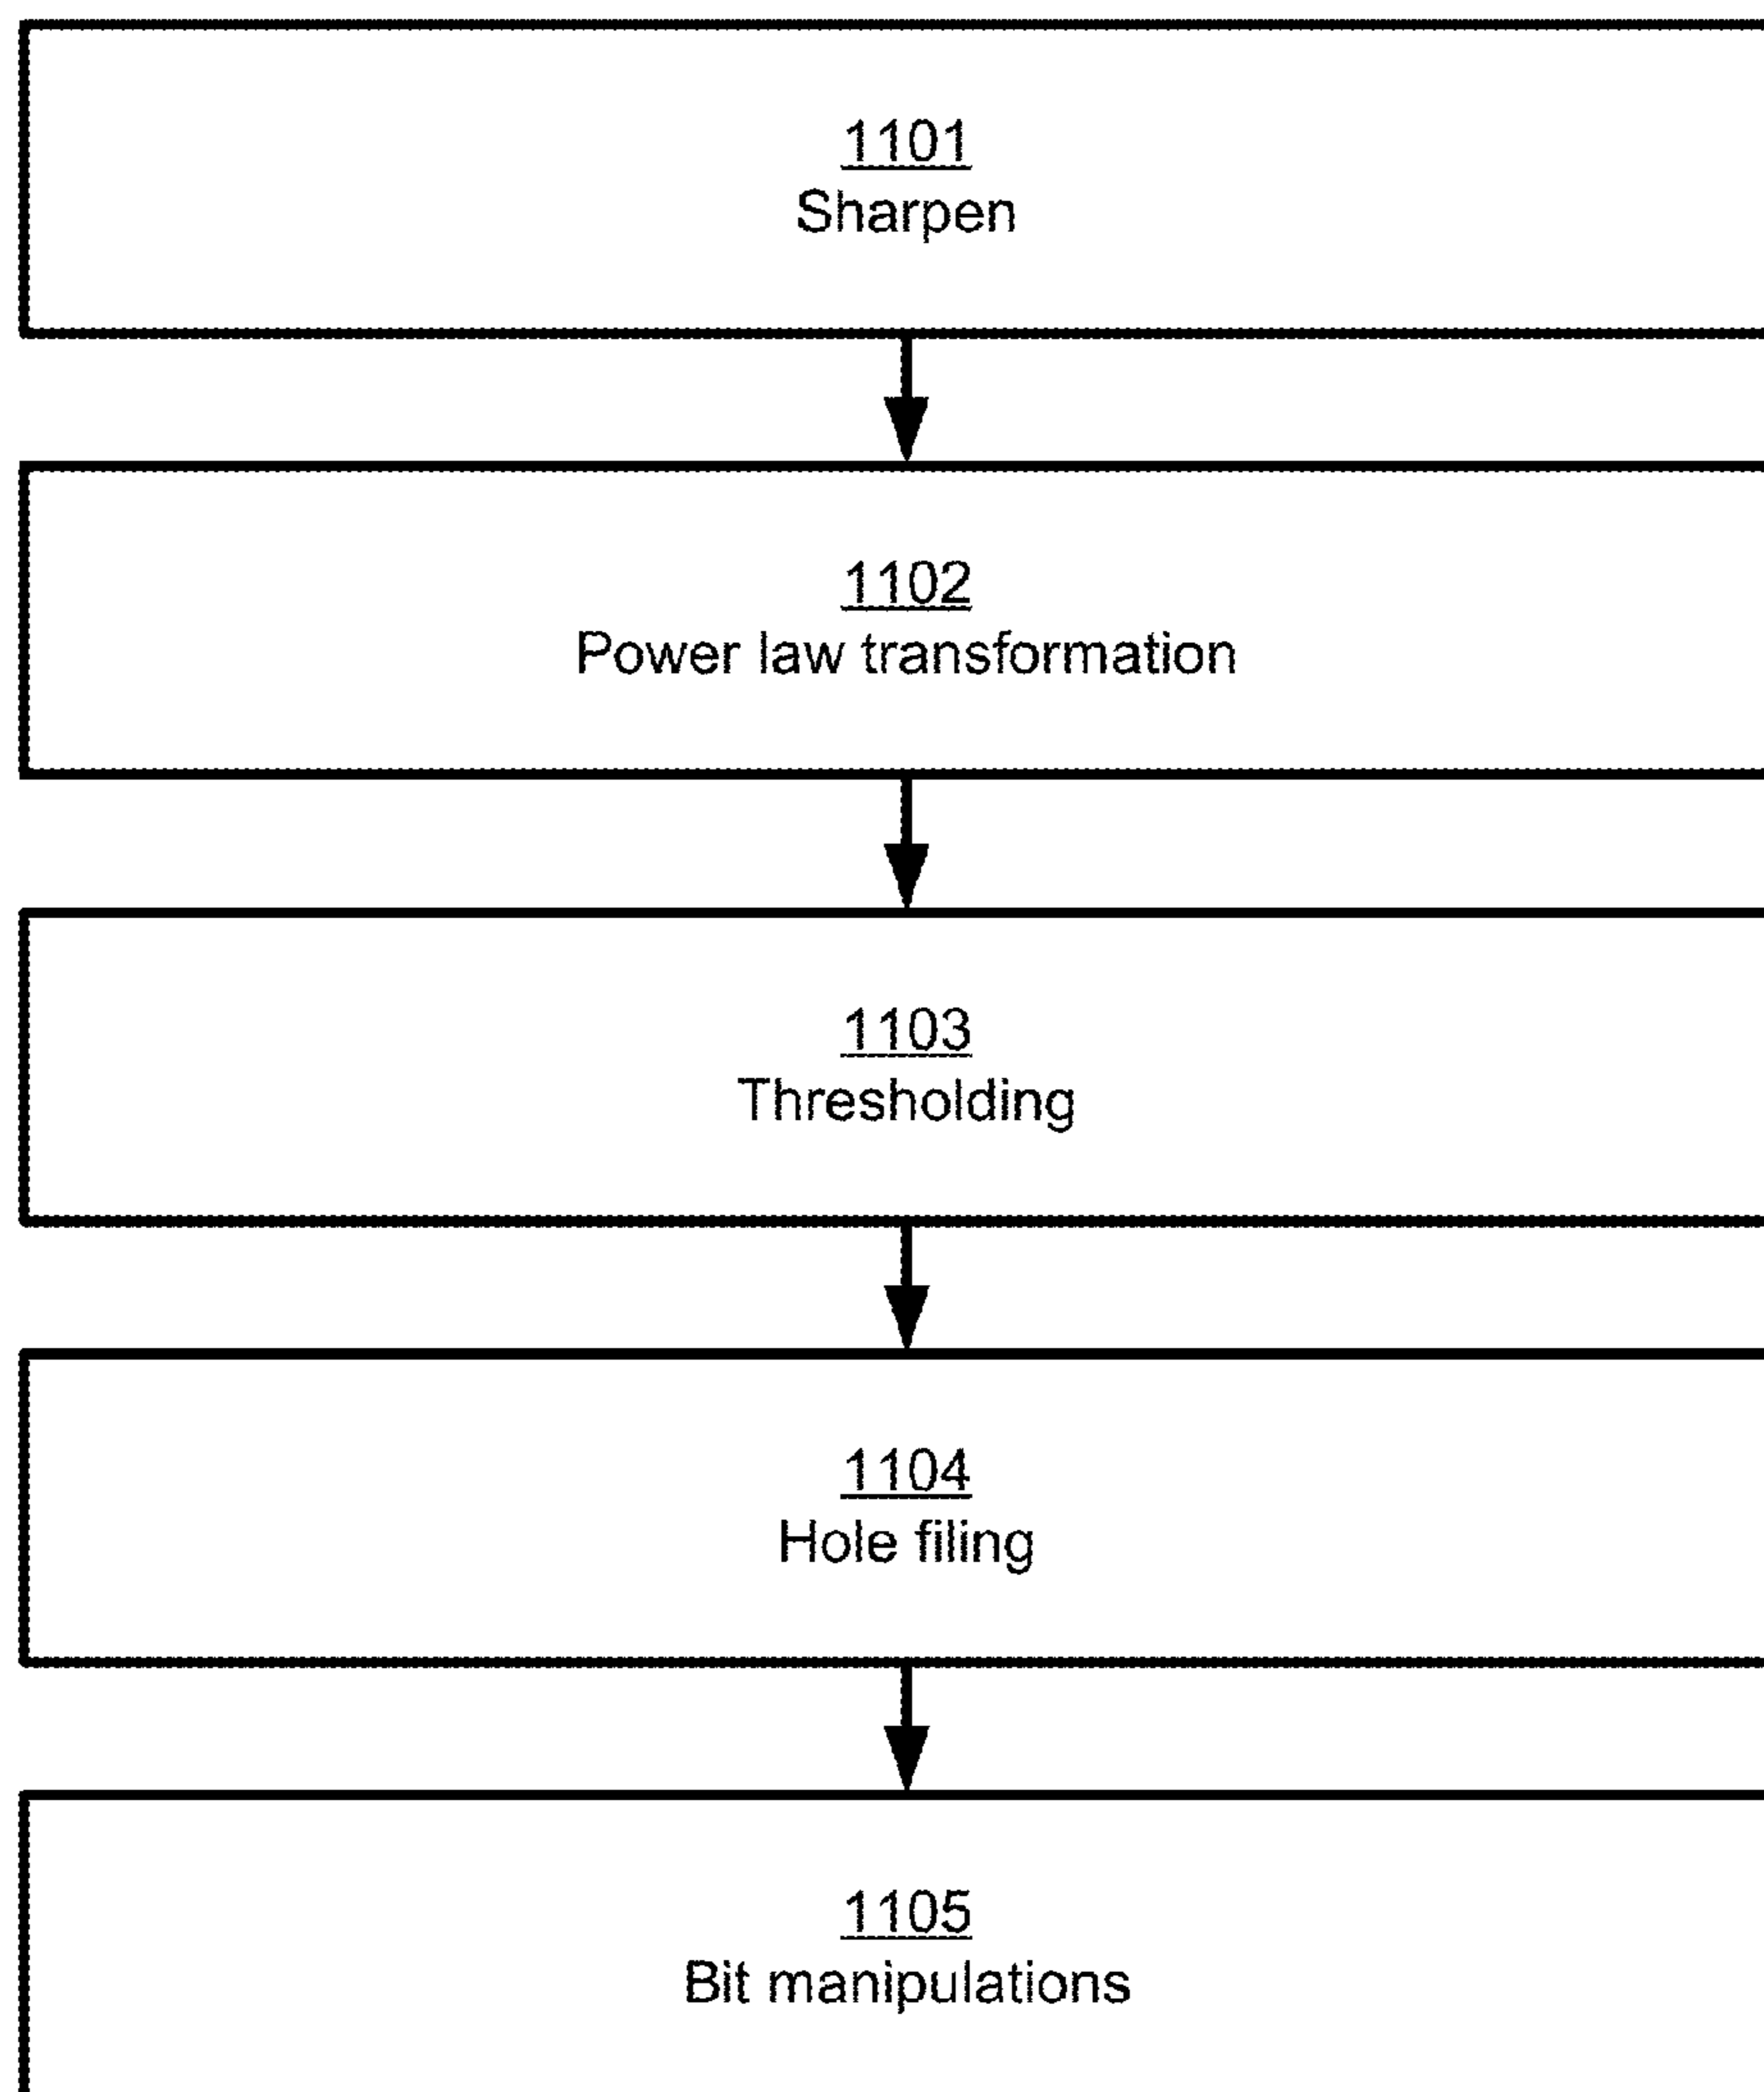 1101
Sharpen
1102
Power law transformation
1103
Thresholding
1104
Hole filing
1105
Bit manipulations